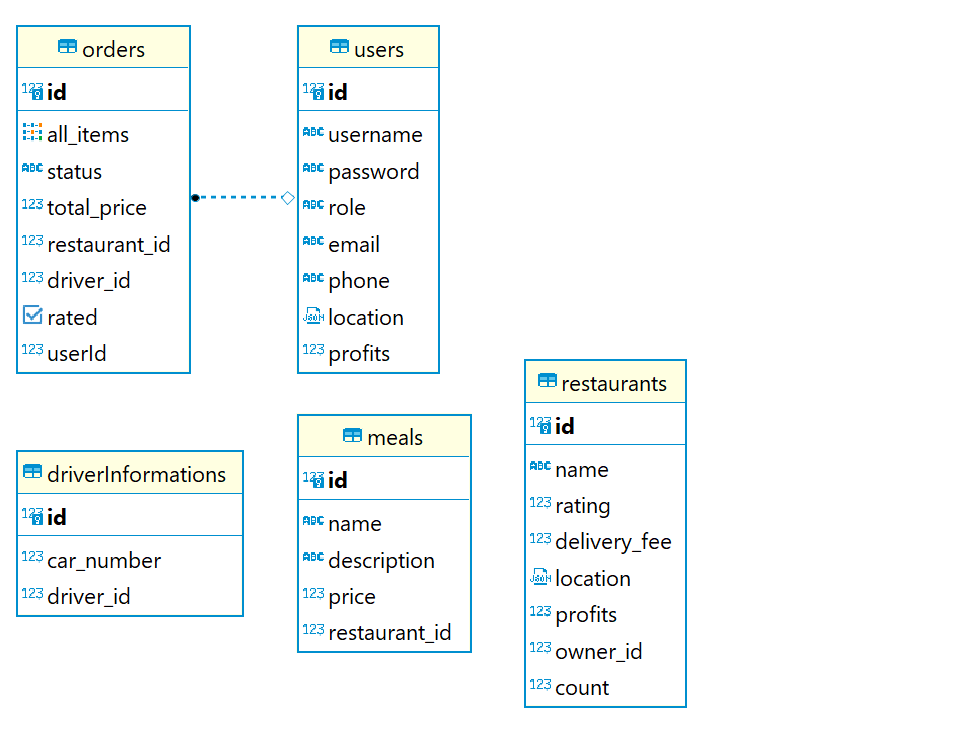 orders
id
all_items
status
total_price
restaurant_id
driver_id
rated
userId
users
id
username
password
role
email
phone
location
profits
driverInformations
id
car_number
driver_id
meals
id
name
description
price
restaurant_id
restaurants
id
name
rating
delivery_fee
location
profits
owner_id
count